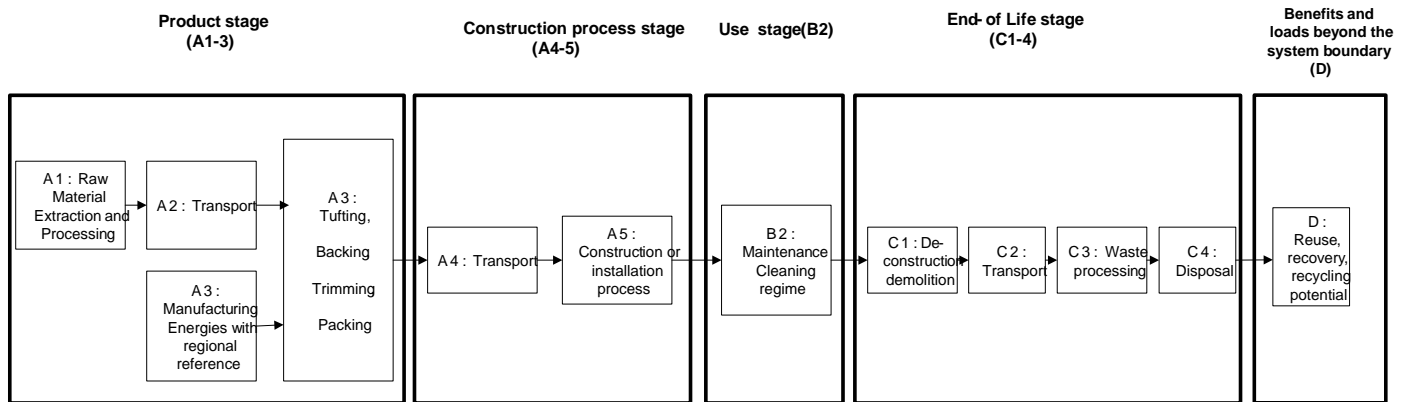 Product stage
(A1-3)
Construction process stage
(A4-5)
Use stage(B2)
End- of Life stage
(C1-4)
Benefits and
loads beyond the
system boundary
(D)
A1: Raw
Material
Extraction and
Processing
A2: Transport
A3:
Manufacturing
Energies with
regional
reference
A3:
Tufting,
Backing
Trimming
Packing
A4: Transport
A5:
Construction or
installation
process
B2:
Maintenance
Cleaning
regime
C1: De-
construction
demolition
C2:
Transport
C3: Waste
processing
C4:
Disposal
D:
Reuse,
recovery,
recycling
potential